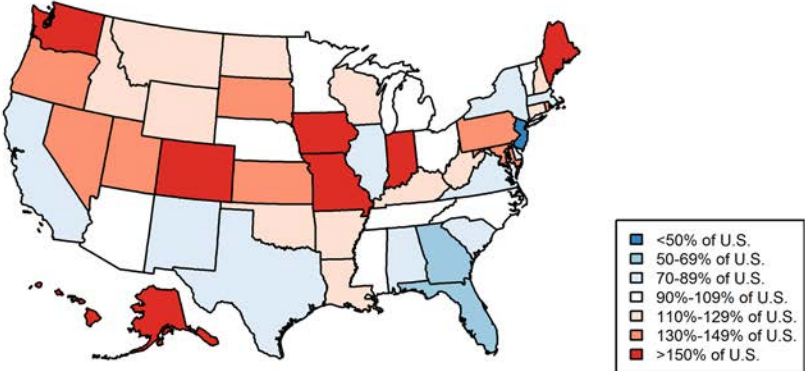 <50% of U.S.
50-69% of U.S.
70-89% of U.S.
90%-109% of U.S.
110%-129% of U.S.
130%-149% of U.S.
>150% of U.S.